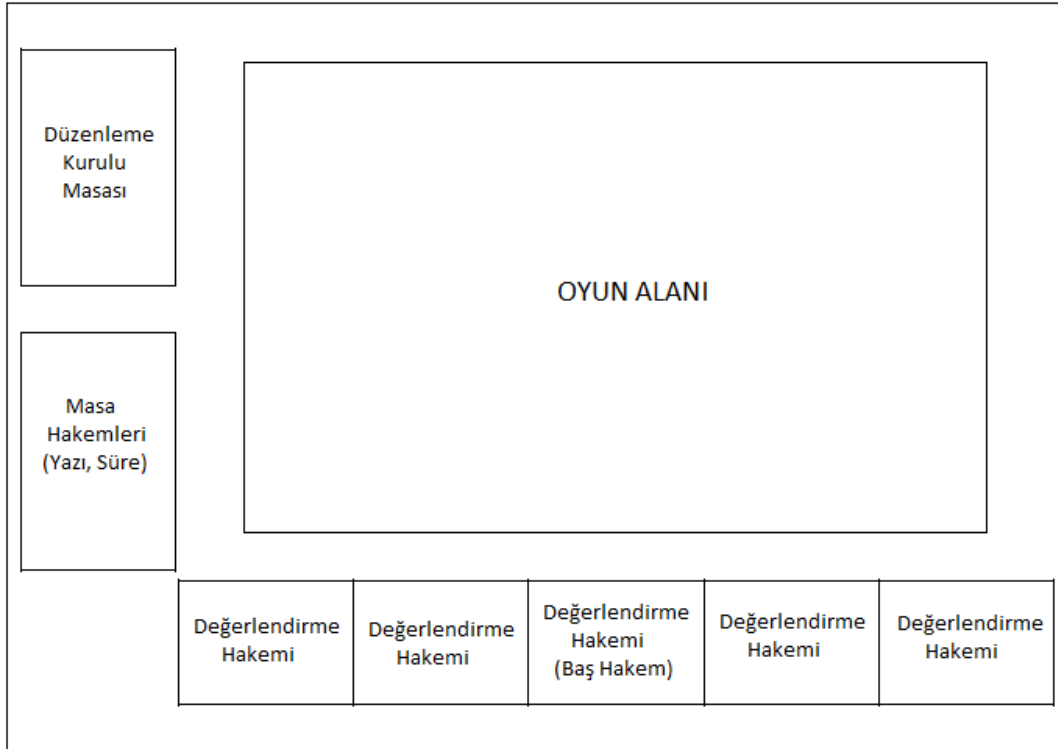 Düzenleme
Kurulu
Masası
OYUN ALANI
Masa
Hakemleri
(Yazı, Süre)
Değerlendirme
Hakemi
Değerlendirme
Hakemi
Değerlendirme
Hakemi
(Baş Hakem)
Değerlendirme
Hakemi
Değerlendirme
Hakemi